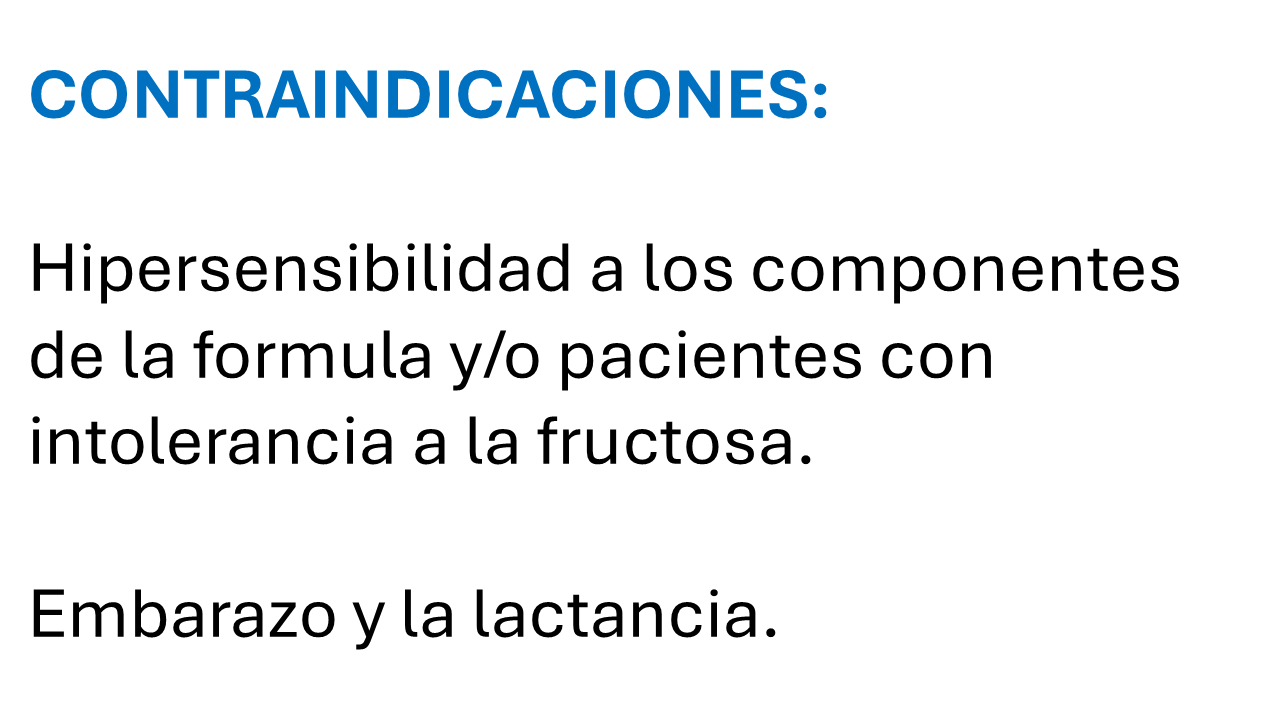 CONTRAINDICACIONES:
Hipersensibilidad a los componentes
de la formula y/o pacientes con
intolerancia a la fructosa.
Embarazo y la lactancia.